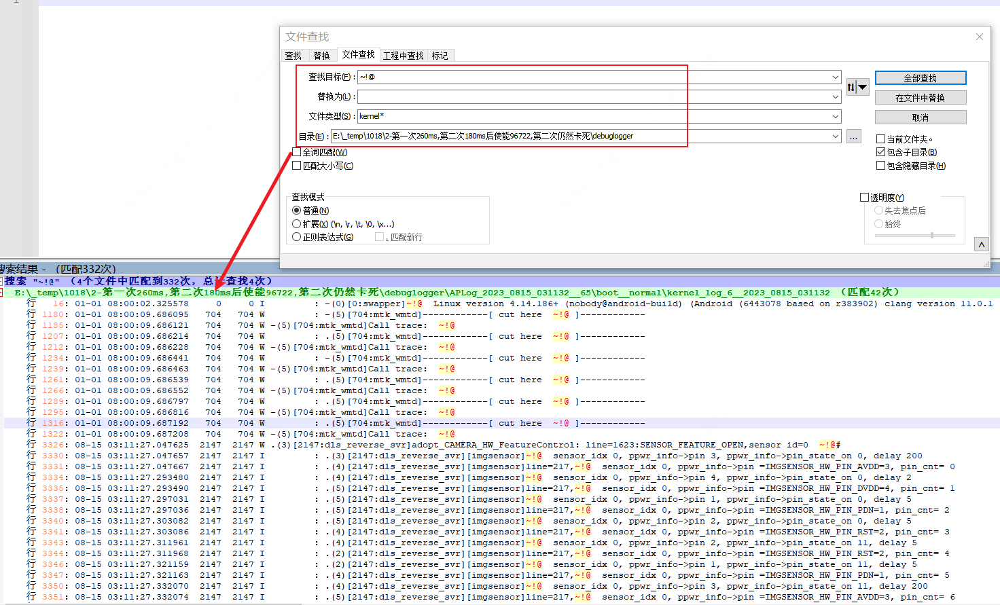 1
文件查找
查找 替换 文件查找 工程中查找 标记
查找目标(F) : ~!@
全部查找
替换为(L) :
在文件中替换
文件类型(S) : kernel*
取消
目录(E) : E:\_temp\1018\2-第一次260ms,第二次180ms后使能96722,第二次仍然卡死\debuglogger
...
当前文件夹。
全词匹配(W)
包含子目录(B)
匹配大小写(C)
包含隐藏目录(H)
查找模式
透明度(Y)
普通(N)
失去焦点后
扩展(X) (\n, \r, \t, \0, \x...)
始终
正则表达式(G) . 匹配新行
搜索结果 - （匹配332次）
搜索 "~!@" （4个文件中匹配到332次, 总计查找4次）
E:\_temp\1018\2-第一次260ms,第二次180ms后使能96722,第二次仍然卡死\debuglogger\APLog_2023_0815_031132__65\boot__normal\kernel_log_6__2023_0815_031132 （匹配42次）
行 16: 01-01 08:00:02.325578 0 0 I : -(0)[0:swapper]~!@ Linux version 4.14.186+ (nobody@android-build) (Android (6443078 based on r383902) clang version 11.0.1
行 1180: 01-01 08:00:09.686095 704 704 W : -(5)[704:mtk_wmtd]------------[ cut here ~!@ ]------------
行 1185: 01-01 08:00:09.686121 704 704 W -(5)[704:mtk_wmtd]Call trace: ~!@
行 1207: 01-01 08:00:09.686214 704 704 W : .(5)[704:mtk_wmtd]------------[ cut here ~!@ ]------------
行 1212: 01-01 08:00:09.686228 704 704 W -(5)[704:mtk_wmtd]Call trace: ~!@
行 1234: 01-01 08:00:09.686441 704 704 W : -(5)[704:mtk_wmtd]------------[ cut here ~!@ ]------------
行 1239: 01-01 08:00:09.686463 704 704 W -(5)[704:mtk_wmtd]Call trace: ~!@
行 1261: 01-01 08:00:09.686539 704 704 W : .(5)[704:mtk_wmtd]------------[ cut here ~!@ ]------------
行 1266: 01-01 08:00:09.686552 704 704 W -(5)[704:mtk_wmtd]Call trace: ~!@
行 1289: 01-01 08:00:09.686797 704 704 W : .(5)[704:mtk_wmtd]------------[ cut here ~!@ ]------------
行 1295: 01-01 08:00:09.686816 704 704 W -(5)[704:mtk_wmtd]Call trace: ~!@
行 1316: 01-01 08:00:09.687192 704 704 W : .(5)[704:mtk_wmtd]------------[ cut here ~!@ ]------------
行 1322: 01-01 08:00:09.687208 704 704 W -(5)[704:mtk_wmtd]Call trace: ~!@
行 3326: 08-15 03:11:27.047625 2147 2147 W .(3)[2147:dls_reverse_svr]adopt_CAMERA_HW_FeatureControl: line=1623:SENSOR_FEATURE_OPEN,sensor id=0 ~!@#
行 3330: 08-15 03:11:27.047657 2147 2147 I : .(3)[2147:dls_reverse_svr][imgsensor]~!@ sensor_idx 0, ppwr_info->pin 3, ppwr_info->pin_state_on 0, delay 200
行 3331: 08-15 03:11:27.047667 2147 2147 I : .(4)[2147:dls_reverse_svr][imgsensor]line=217,~!@ sensor_idx 0, ppwr_info->pin =IMGSENSOR_HW_PIN_AVDD=3, pin_cnt= 0
行 3334: 08-15 03:11:27.293480 2147 2147 I : .(4)[2147:dls_reverse_svr][imgsensor]~!@ sensor_idx 0, ppwr_info->pin 4, ppwr_info->pin_state_on 0, delay 2
行 3335: 08-15 03:11:27.293490 2147 2147 I : .(5)[2147:dls_reverse_svr][imgsensor]line=217,~!@ sensor_idx 0, ppwr_info->pin =IMGSENSOR_HW_PIN_DVDD=4, pin_cnt= 1
行 3337: 08-15 03:11:27.297031 2147 2147 I : .(5)[2147:dls_reverse_svr][imgsensor]~!@ sensor_idx 0, ppwr_info->pin 1, ppwr_info->pin_state_on 0, delay 5
行 3338: 08-15 03:11:27.297036 2147 2147 I : .(5)[2147:dls_reverse_svr][imgsensor]line=217,~!@ sensor_idx 0, ppwr_info->pin =IMGSENSOR_HW_PIN_PDN=1, pin_cnt= 2
行 3340: 08-15 03:11:27.303082 2147 2147 I : .(5)[2147:dls_reverse_svr][imgsensor]~!@ sensor_idx 0, ppwr_info->pin 2, ppwr_info->pin_state_on 0, delay 5
行 3341: 08-15 03:11:27.303086 2147 2147 I : .(4)[2147:dls_reverse_svr][imgsensor]line=217,~!@ sensor_idx 0, ppwr_info->pin =IMGSENSOR_HW_PIN_RST=2, pin_cnt= 3
行 3343: 08-15 03:11:27.311961 2147 2147 I : .(4)[2147:dls_reverse_svr][imgsensor]~!@ sensor_idx 0, ppwr_info->pin 2, ppwr_info->pin_state_on 11, delay 5
行 3344: 08-15 03:11:27.311968 2147 2147 I : .(2)[2147:dls_reverse_svr][imgsensor]line=217,~!@ sensor_idx 0, ppwr_info->pin =IMGSENSOR_HW_PIN_RST=2, pin_cnt= 4
行 3346: 08-15 03:11:27.321159 2147 2147 I : .(2)[2147:dls_reverse_svr][imgsensor]~!@ sensor_idx 0, ppwr_info->pin 1, ppwr_info->pin_state_on 11, delay 5
行 3347: 08-15 03:11:27.321163 2147 2147 I : .(4)[2147:dls_reverse_svr][imgsensor]line=217,~!@ sensor_idx 0, ppwr_info->pin =IMGSENSOR_HW_PIN_PDN=1, pin_cnt= 5
行 3350: 08-15 03:11:27.332070 2147 2147 I : .(4)[2147:dls_reverse_svr][imgsensor]~!@ sensor_idx 0, ppwr_info->pin 3, ppwr_info->pin_state_on 11, delay 200
行 3351: 08-15 03:11:27.332074 2147 2147 I : .(5)[2147:dls_reverse_svr][imgsensor]line=217,~!@ sensor_idx 0, ppwr_info->pin =IMGSENSOR_HW_PIN_AVDD=3, pin_cnt= 6